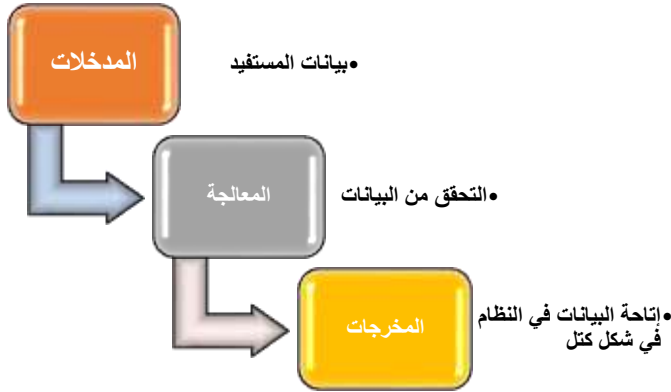 المدخلات
•بيانات المستفيد
المعالجة
•التحقق من البيانات
المخرجات
•إتاحة البيانات في النظام
في شكل كتل